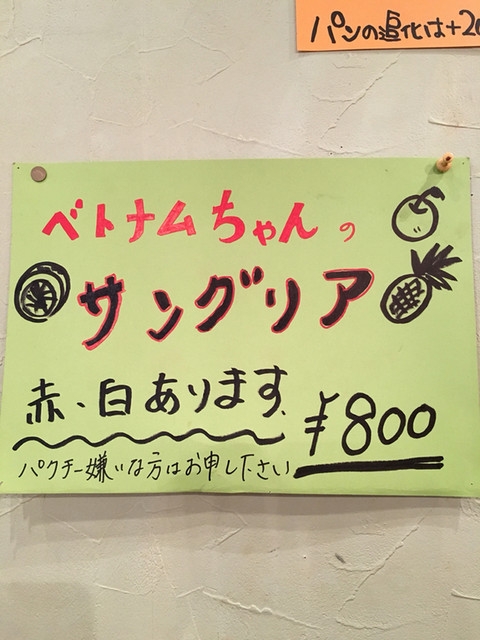 パンの追化は+20
ベトナムちゃんの
サングリア
赤、白あります、
¥800
パクチー嫌いな方はお申し下さい